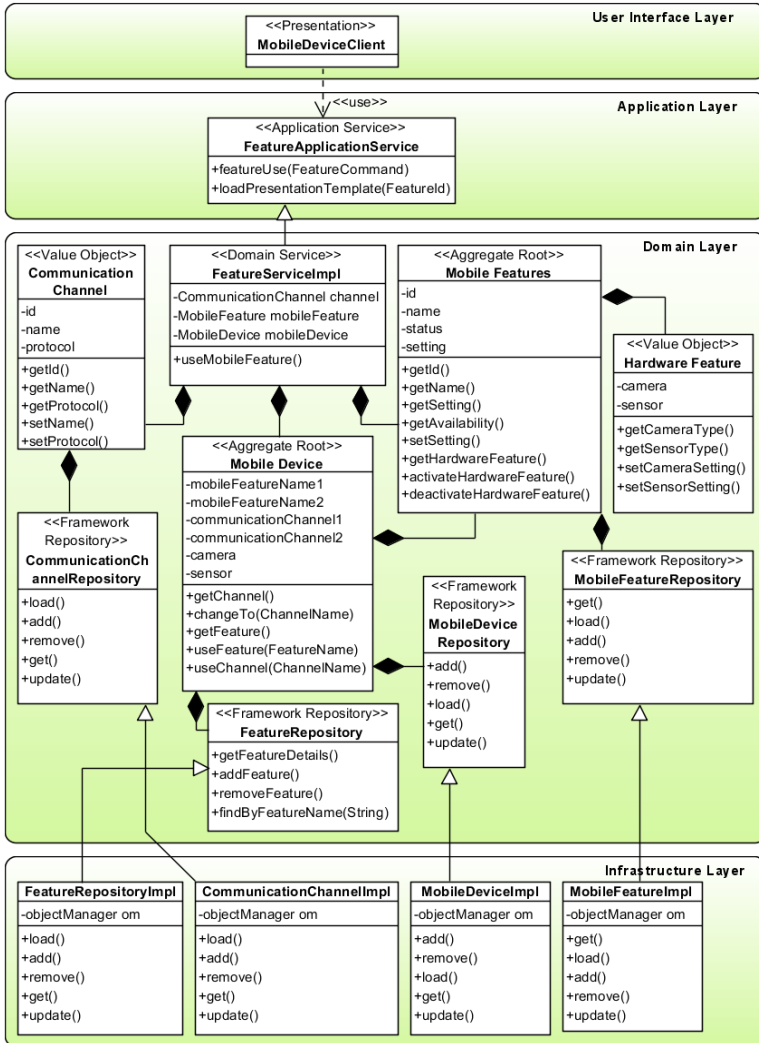 User Interface Layer
<<Presentation>>
MobileDeviceClient
<<use>>
Application Layer
<<Application Service>>
FeatureApplicationService
+featureUse(FeatureCommand)
+loadPresentationTemplate(FeatureId)
Domain Layer
<<Value Object>>
Communication
Channel
-id
-name
-protocol
+getId()
+getName()
+getProtocol()
+setName()
+setProtocol()
<<Domain Service>>
FeatureServiceImpl
-CommunicationChannel channel
-MobileFeature mobileFeature
-MobileDevice mobileDevice
+useMobileFeature()
<<Aggregate Root>>
Mobile Features
-id
-name
-status
-setting
+getId()
+getName()
+getSetting()
+getAvailability()
+setSetting()
+getHardwareFeature()
+activateHardwareFeature()
+deactivateHardwareFeature()
<<Value Object>>
Hardware Feature
-camera
-sensor
+getCameraType()
+getSensorType()
+setCameraSetting()
+setSensorSetting()
<<Aggregate Root>>
Mobile Device
-mobileFeatureName1
-mobileFeatureName2
-communicationChannel1
-communicationChannel2
-camera
-sensor
+getChannel()
+changeTo(ChannelName)
+getFeature()
+useFeature(FeatureName)
+useChannel(ChannelName)
<<Framework
Repository>>
CommunicationCh
annelRepository
+load()
+add()
+remove()
+get()
+update()
<<Framework
Repository>>
MobileDevice
Repository
+add()
+remove()
+load()
+get()
+update()
<<Framework Repository>>
MobileFeatureRepository
+get()
+load()
+add()
+remove()
+update()
<<Framework Repository>>
FeatureRepository
+getFeatureDetails()
+addFeature()
+removeFeature()
+findByFeatureName(String)
Infrastructure Layer
FeatureRepositoryImpl
-objectManager om
+load()
+add()
+remove()
+get()
+update()
CommunicationChannelImpl
-objectManager om
+load()
+add()
+remove()
+get()
+update()
MobileDeviceImpl
-objectManager om
+add()
+remove()
+load()
+get()
+update()
MobileFeatureImpl
-objectManager om
+get()
+load()
+add()
+remove()
+update()